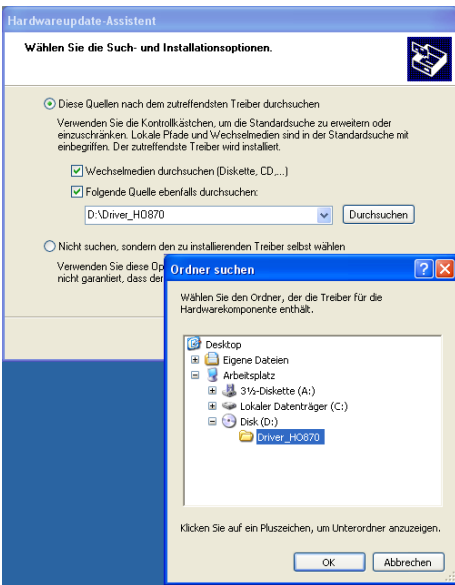 Hardwareupdate-Assistent
Wählen Sie die Such- und Installationsoptionen.
Diese Quellen nach dem zutreffendsten Treiber durchsuchen
Verwenden Sie die Kontrollkästchen, um die Standardsuche zu erweitern oder
einzuschränken. Lokale Pfade und Wechselmedien sind in der Standardsuche mit
einbegriffen. Der zutreffendste Treiber wird installiert.
Wechselmedien durchsuchen (Diskette, CD,...)
Folgende Quelle ebenfalls durchsuchen:
D:\Driver_HO870
Durchsuchen
Nicht suchen, sondern den zu installierenden Treiber selbst wählen
Verwenden Sie diese Op
nicht garantiert, dass der
Ordner suchen
Wählen Sie den Ordner, der die Treiber für die
Hardwarekomponente enthält.
Desktop
Eigene Dateien
Arbeitsplatz
3½-Diskette (A:)
Lokaler Datenträger (C:)
Disk (D:)
Driver_HO870
Klicken Sie auf ein Pluszeichen, um Unterordner anzuzeigen.
OK
Abbrechen